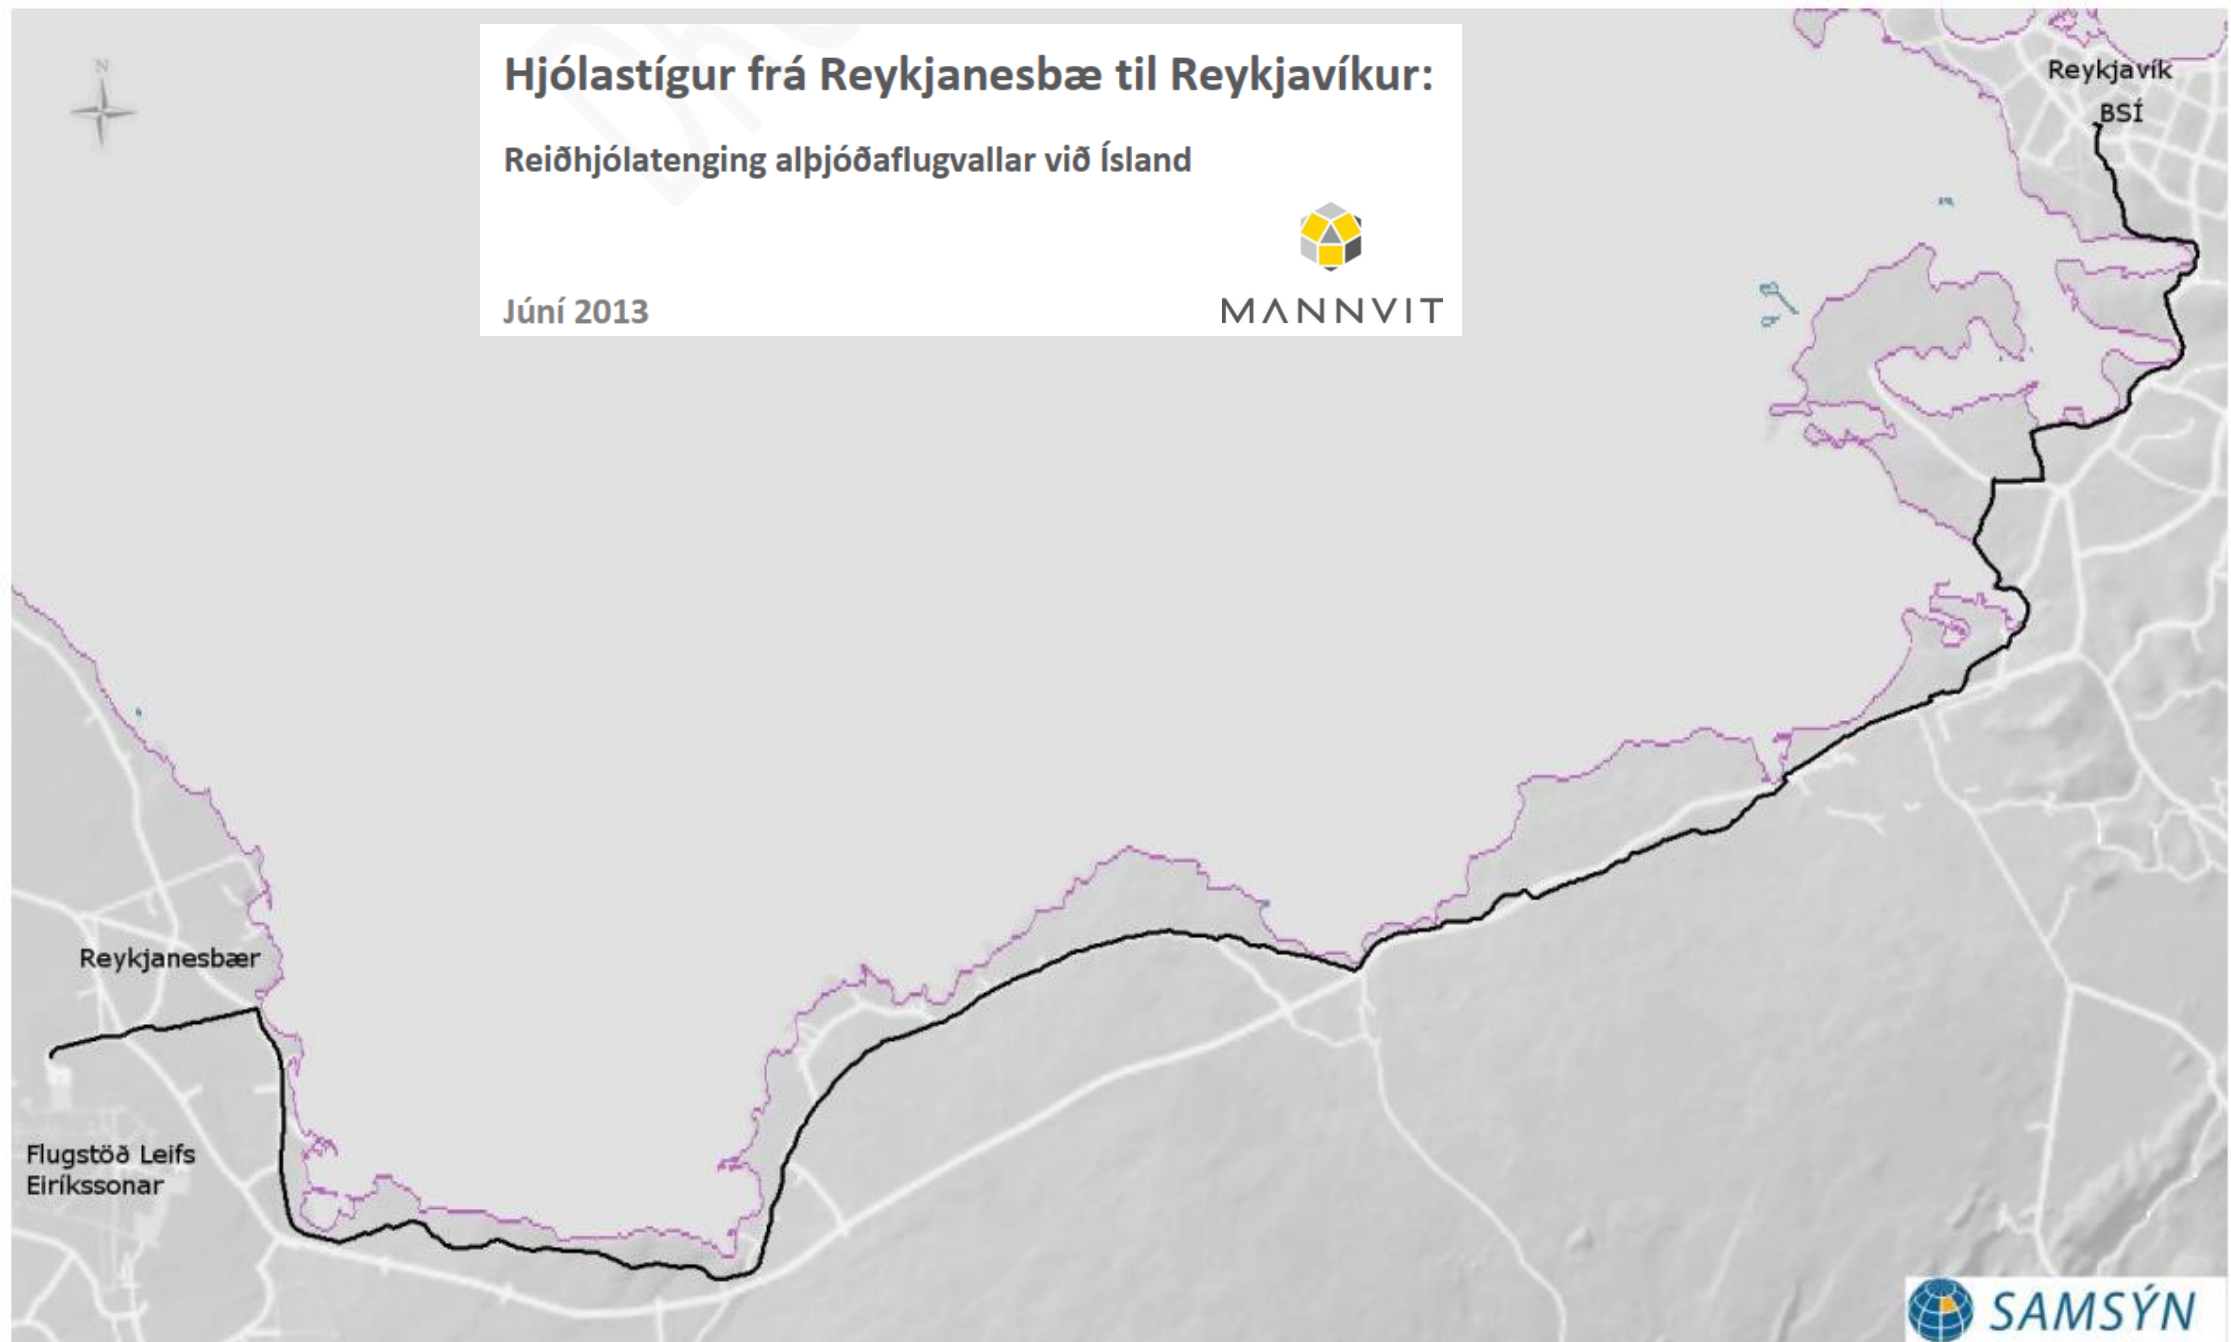 Hjólastígur frá Reykjanesbæ til Reykjavíkur:
Reiðhjólatenging alþjóðaflugvallar við Ísland
Júní 2013
MANNVIT
N
Reykjavík
BSÍ
Reykjanesbær
Flugstöð Leifs
Eiríkssonar
SAMSÝN